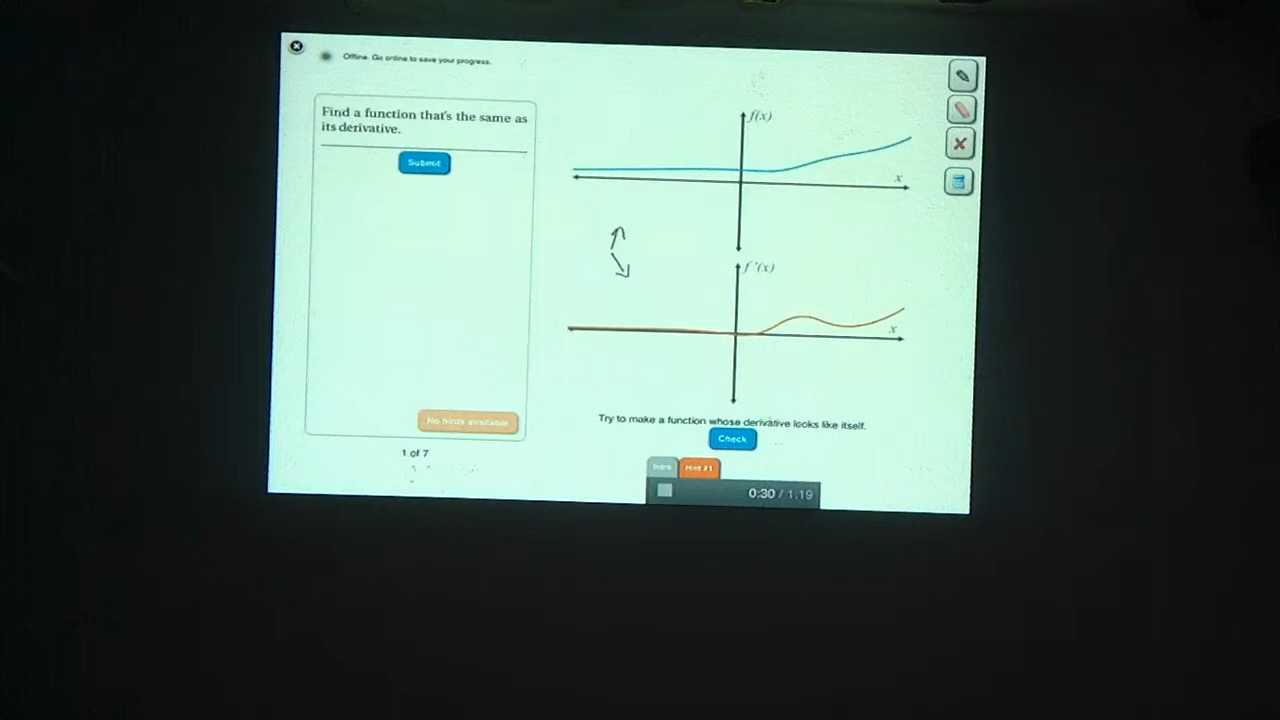 Offline. Go online to save your progress.
Find a function that's the same as
its derivative.
Submit
No hints available
1 of 7
f(x)
x
f '(x)
x
Try to make a function whose derivative looks like itself.
Check
Intro
Hint #1
0:30 / 1:19